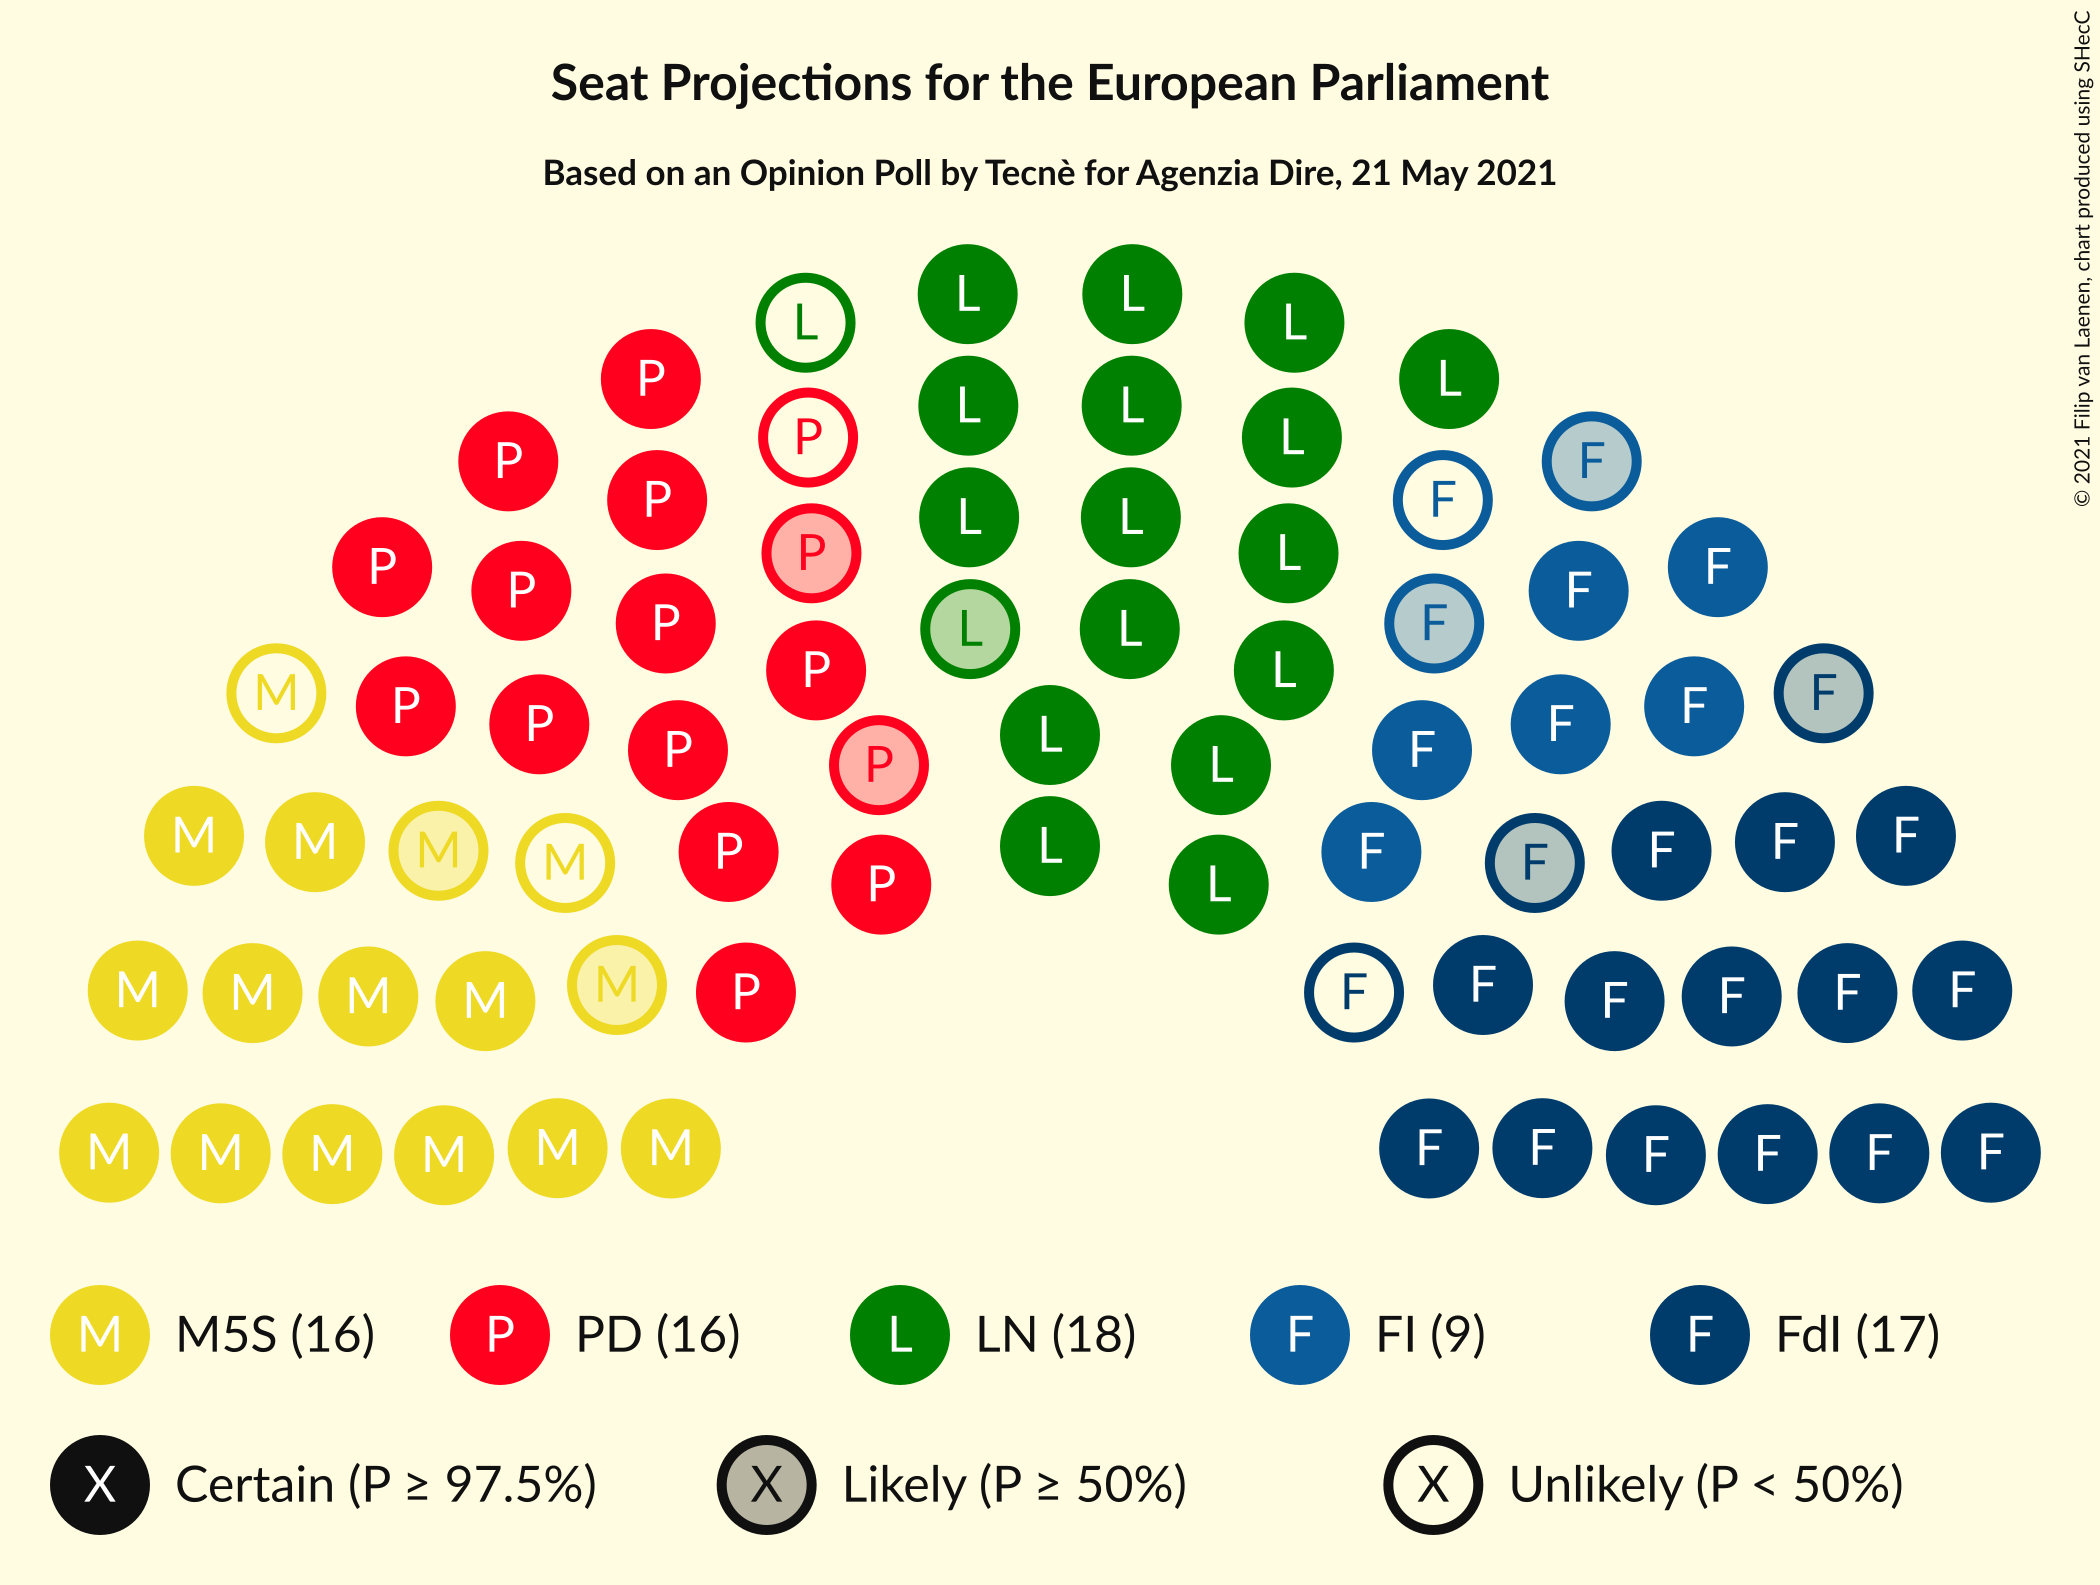 Seat Projections for the European Parliament
Based on an Opinion Poll by Tecnè for Agenzia Dire, 21 May 2021
© 2021 Filip van Laenen, chart produced using SHecC
L L
L L
P L
L L
P L
P F
P F
L L
P F
P L
P F
F F
P L
P F
L L
P L
M F
P F
P F
P F
L
P L
M M M M F F F F
P F
L
P L
M M M M M P F F F F F F
M M M M M M F F F F F F
M M5S (16) P PD (16) L LN (18) F FI (9) F FdI (17)
X Certain (P ≥ 97.5%) X Likely (P ≥ 50%) X Unlikely (P < 50%)